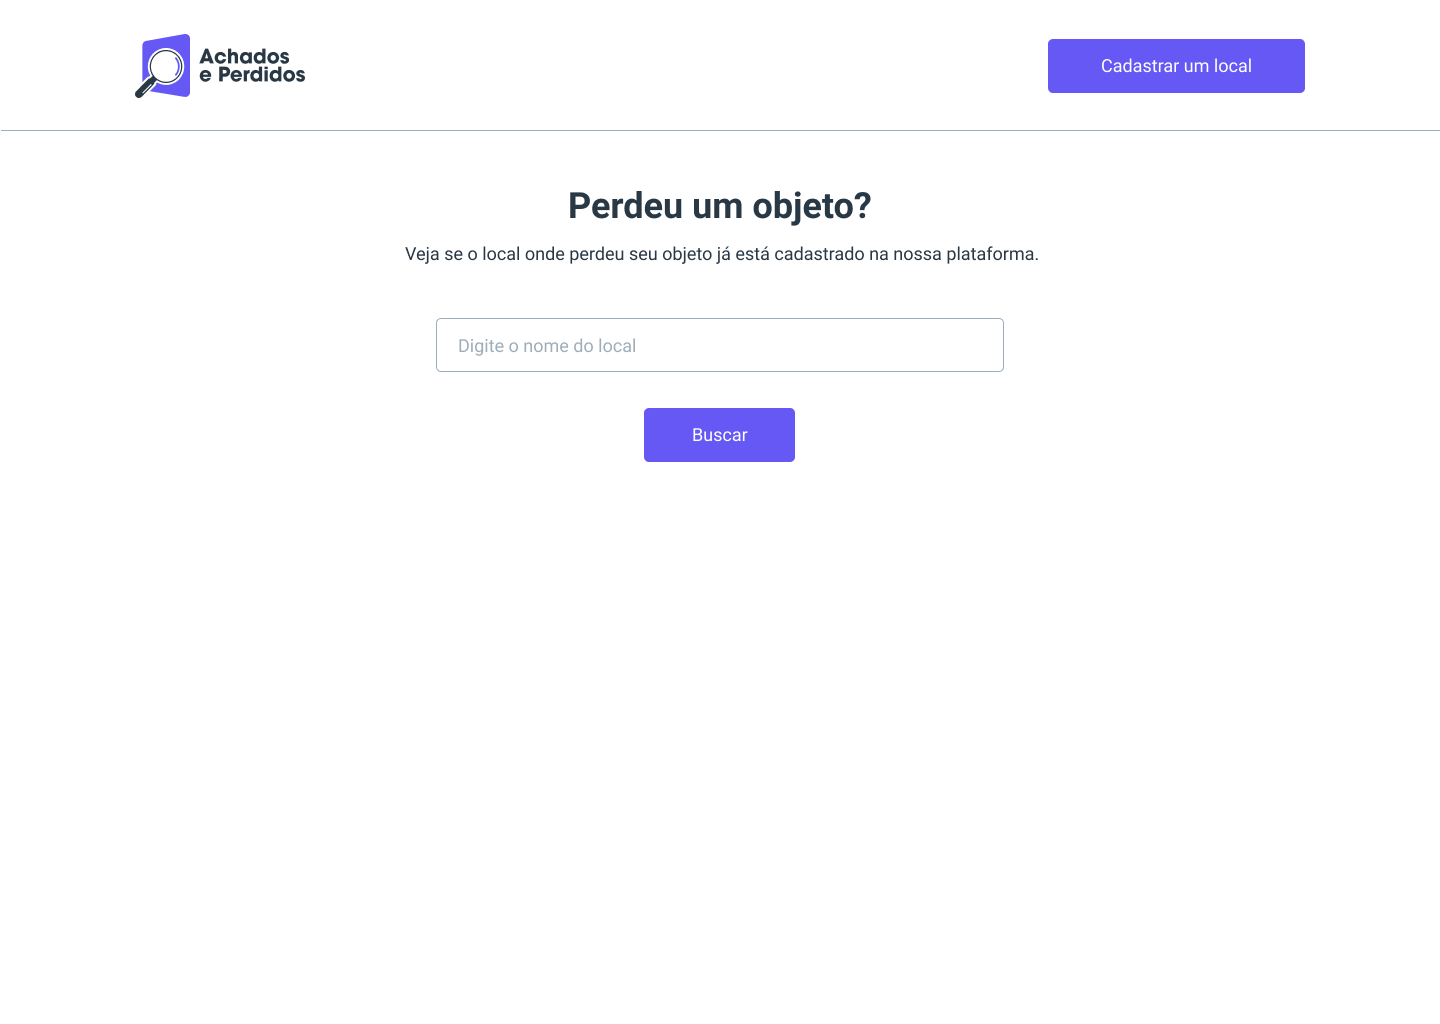 Achados
e Perdidos
Cadastrar um local
Perdeu um objeto?
Veja se o local onde perdeu seu objeto já está cadastrado na nossa plataforma.
Digite o nome do local
Buscar